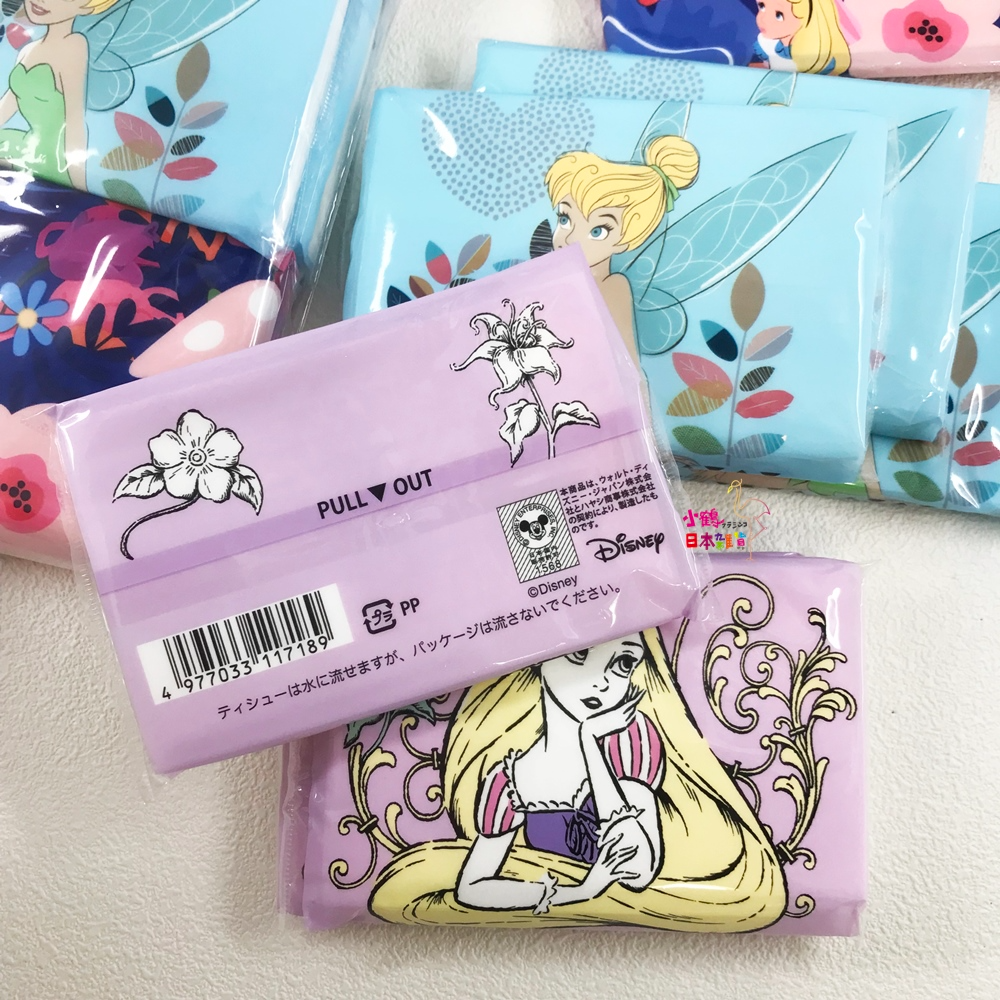 PULL▼OUT
本商品は、ウォルト・ディ
ズニー・ジャパン株式会
社とハヤシ商事株式会社
の契約により、製造したも
のです。
1568
Disney
©Disney
プラ
PP
4 977033 117189
ティシューは水に流せますが、パッケージは流さないでください。
小鶴
日本雑貨